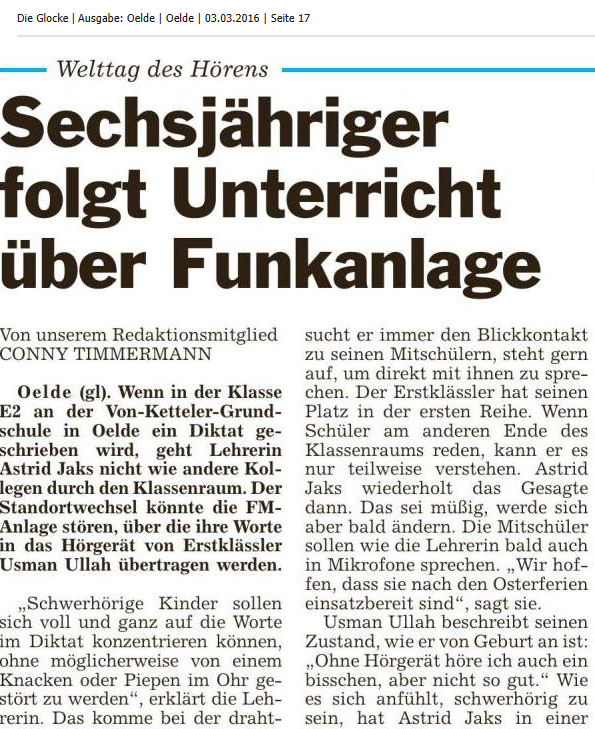 Die Glocke | Ausgabe: Oelde | Oelde | 03.03.2016 | Seite 17
Welttag des Hörens
Sechsjähriger
folgt Unterricht
über Funkanlage
Von unserem Redaktionsmitglied
CONNY TIMMERMANN
Oelde (gl). Wenn in der Klasse
E2 an der Von-Ketteler-Grund-
schule in Oelde ein Diktat ge-
schrieben wird, geht Lehrerin
Astrid Jaks nicht wie andere Kol-
legen durch den Klassenraum. Der
Standortwechsel könnte die FM-
Anlage stören, über die ihre Worte
in das Hörgerät von Erstklässler
Usman Ullah übertragen werden.
„Schwerhörige Kinder sollen
sich voll und ganz auf die Worte
im Diktat konzentrieren können,
ohne möglicherweise von einem
Knacken oder Piepen im Ohr ge-
stört zu werden“, erklärt die Leh-
rerin. Das komme bei der draht-
sucht er immer den Blickkontakt
zu seinen Mitschülern, steht gern
auf, um direkt mit ihnen zu spre-
chen. Der Erstklässler hat seinen
Platz in der ersten Reihe. Wenn
Schüler am anderen Ende des
Klassenraums reden, kann er es
nur teilweise verstehen. Astrid
Jaks wiederholt das Gesagte
dann. Das sei müßig, werde sich
aber bald ändern. Die Mitschüler
sollen wie die Lehrerin bald auch
in Mikrofone sprechen. „Wir hof-
fen, dass sie nach den Osterferien
einsatzbereit sind“, sagt sie.
Usman Ullah beschreibt seinen
Zustand, wie er von Geburt an ist:
„Ohne Hörgerät höre ich auch ein
bisschen, aber nicht so gut.“ Wie
es sich anfühlt, schwerhörig zu
sein, hat Astrid Jaks in einer